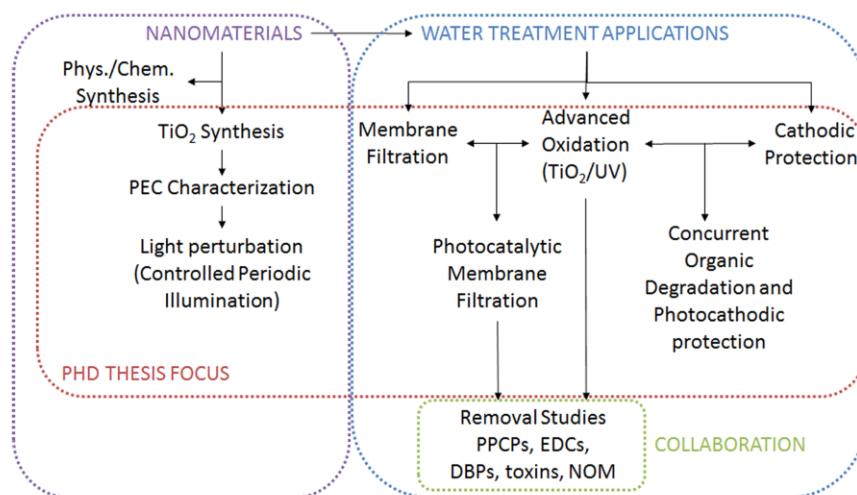 NANOMATERIALS
WATER TREATMENT APPLICATIONS
Phys./Chem.
Synthesis
TiO₂ Synthesis
PEC Characterization
Light perturbation
(Controlled Periodic
Illumination)
Membrane
Filtration
Advanced
Oxidation
(TiO₂/UV)
Cathodic
Protection
Photocatalytic
Membrane
Filtration
Concurrent
Organic
Degradation and
Photocathodic
protection
PHD THESIS FOCUS
Removal Studies
PPCPs, EDCs,
DBPs, toxins, NOM
COLLABORATION